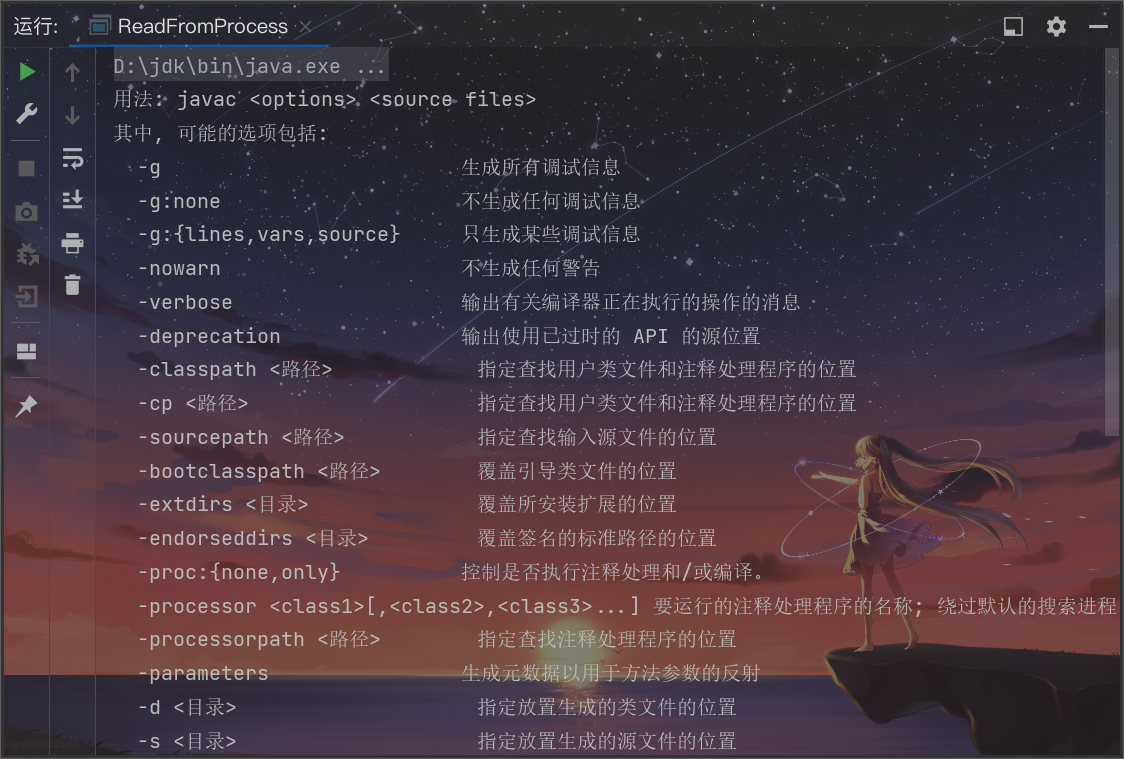 运行: ReadFromProcess
D:\jdk\bin\java.exe ...
用法: javac <options> <source files>
其中, 可能的选项包括:
-g 生成所有调试信息
-g:none 不生成任何调试信息
-g:{lines,vars,source} 只生成某些调试信息
-nowarn 不生成任何警告
-verbose 输出有关编译器正在执行的操作的消息
-deprecation 输出使用已过时的 API 的源位置
-classpath <路径> 指定查找用户类文件和注释处理程序的位置
-cp <路径> 指定查找用户类文件和注释处理程序的位置
-sourcepath <路径> 指定查找输入源文件的位置
-bootclasspath <路径> 覆盖引导类文件的位置
-extdirs <目录> 覆盖所安装扩展的位置
-endorseddirs <目录> 覆盖签名的标准路径的位置
-proc:{none,only} 控制是否执行注释处理和/或编译。
-processor <class1>[,<class2>,<class3>...] 要运行的注释处理程序的名称; 绕过默认的搜索进程
-processorpath <路径> 指定查找注释处理程序的位置
-parameters 生成元数据以用于方法参数的反射
-d <目录> 指定放置生成的类文件的位置
-s <目录> 指定放置生成的源文件的位置